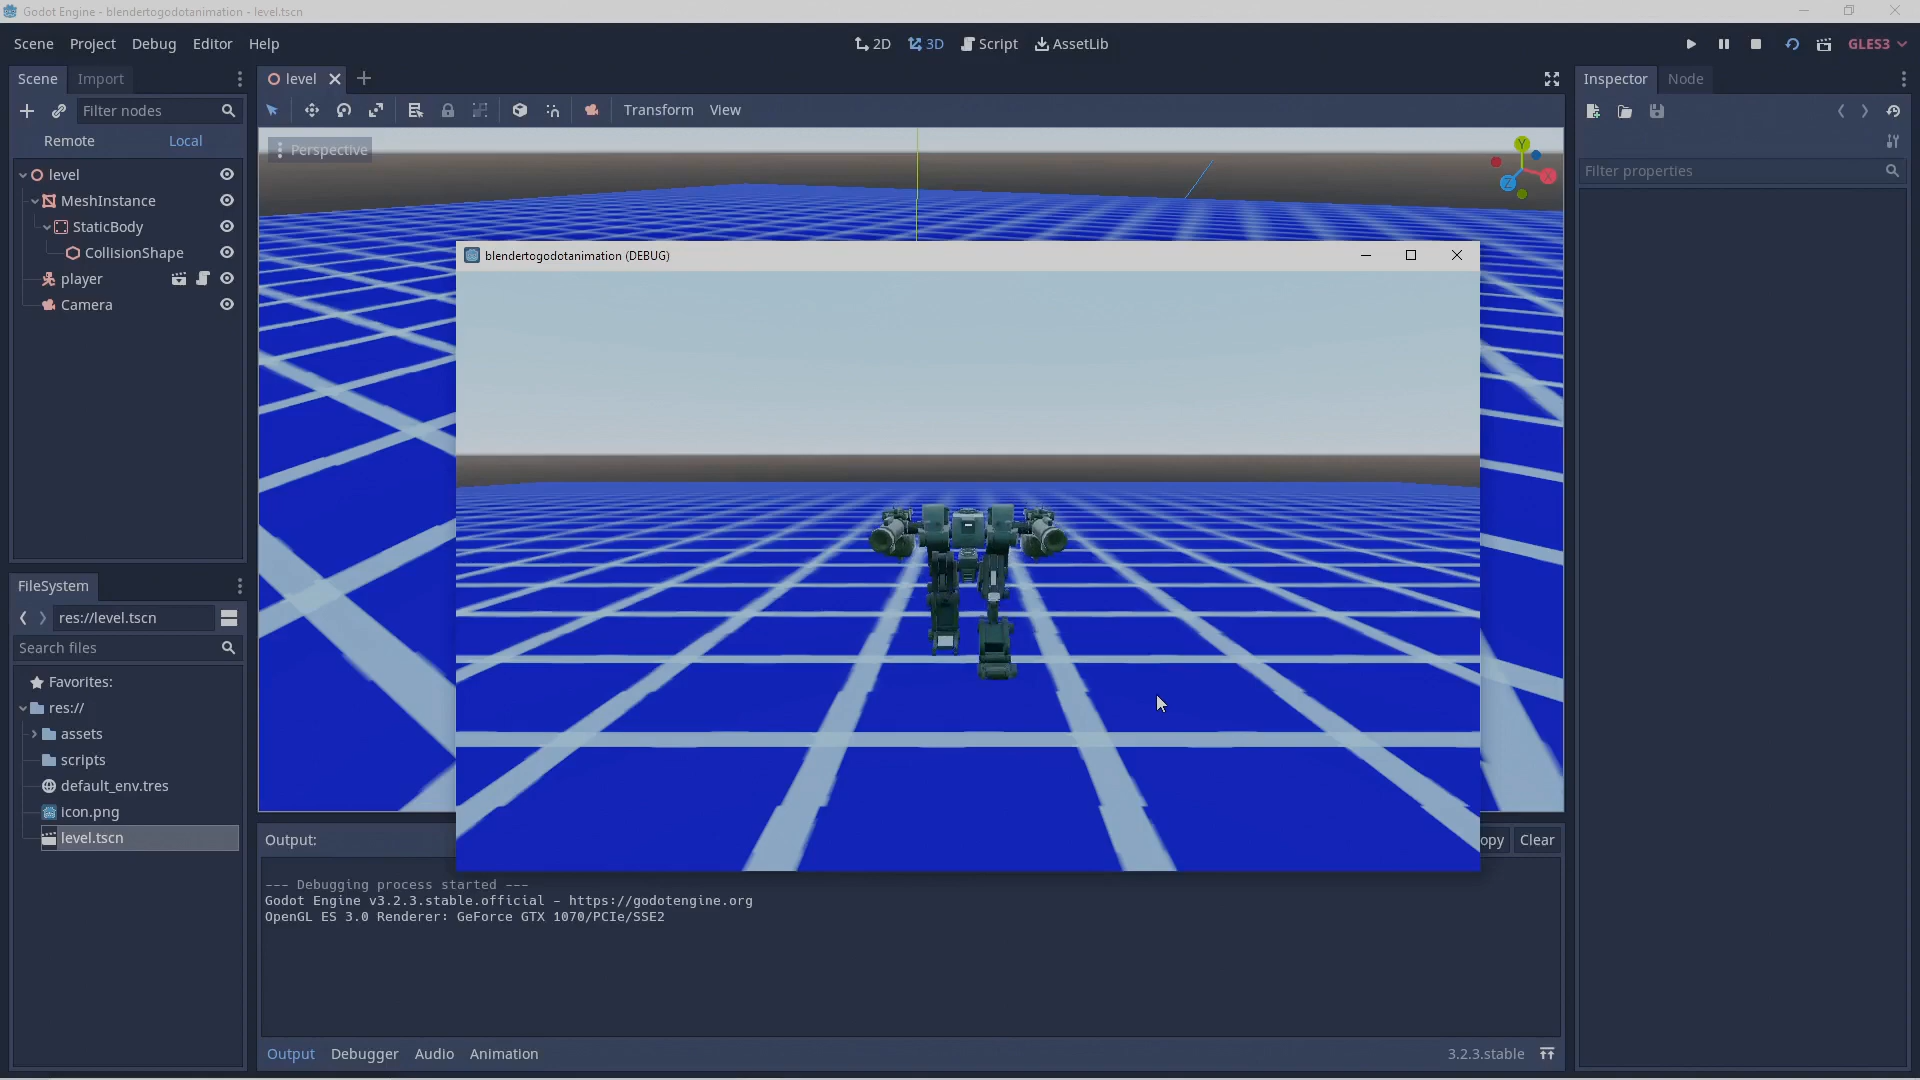 Godot Engine - blendertogodotanimation - level.tscn
Scene Project Debug Editor Help
2D 3D Script AssetLib
GLES3
Scene Import
level
Inspector Node
Filter nodes
Transform View
Remote Local
Perspective
Y
X
Z
Filter properties
level
MeshInstance
StaticBody
CollisionShape
player
Camera
blendertogodotanimation (DEBUG)
FileSystem
res://level.tscn
Search files
Favorites:
res://
assets
scripts
default_env.tres
icon.png
level.tscn
Output:
opy Clear
--- Debugging process started ---
Godot Engine v3.2.3.stable.official - https://godotengine.org
OpenGL ES 3.0 Renderer: GeForce GTX 1070/PCIe/SSE2
Output Debugger Audio Animation
3.2.3.stable